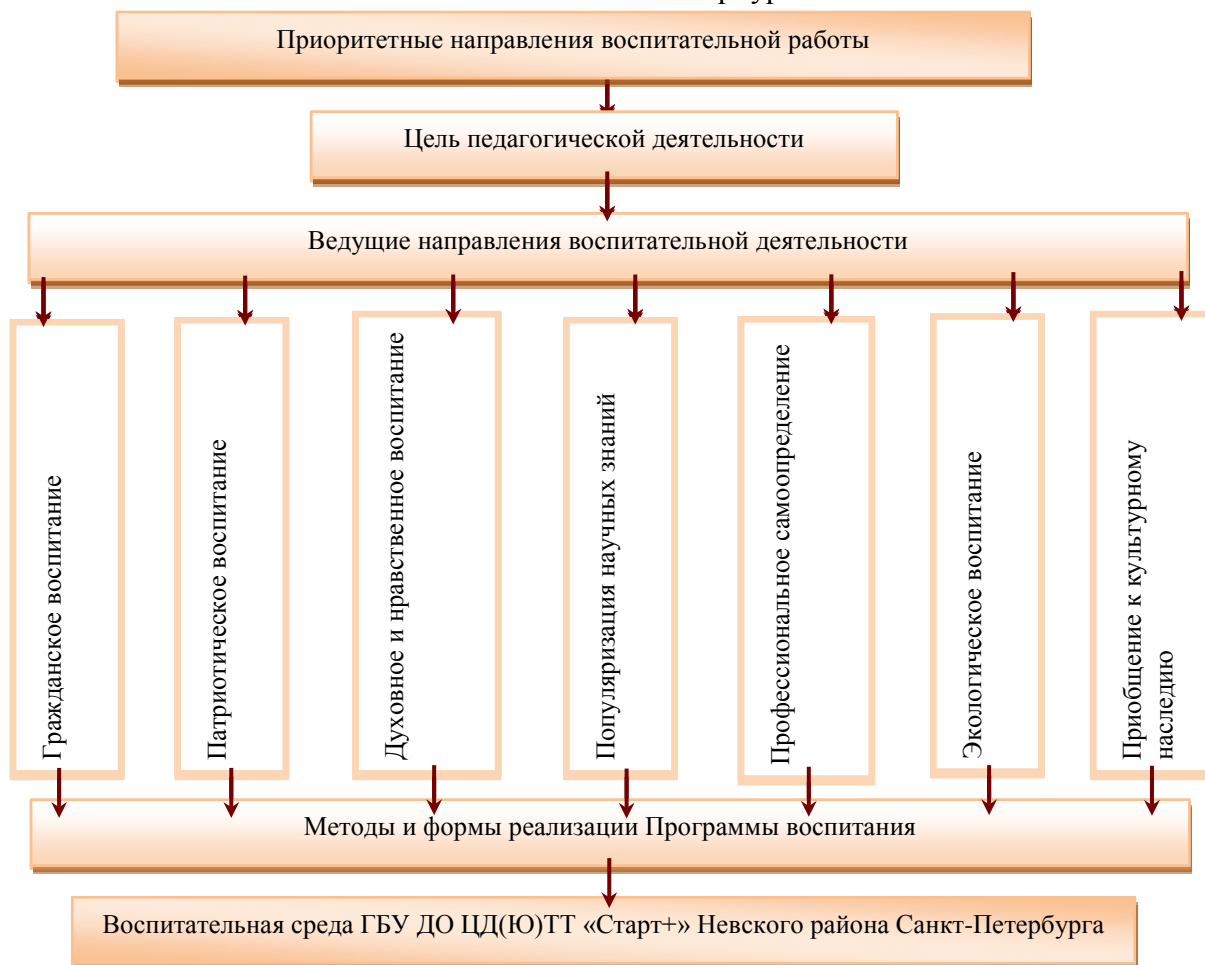 Приоритетные направления воспитательной работы
Цель педагогической деятельности
Ведущие направления воспитательной деятельности
Гражданское воспитание
Патриотическое воспитание
Духовное и нравственное воспитание
Популяризация научных знаний
Профессиональное самоопределение
Экологическое воспитание
Приобщение к культурному
наследию
Методы и формы реализации Программы воспитания
Воспитательная среда ГБУ ДО ЦД(Ю)ТТ «Старт+» Невского района Санкт-Петербурга